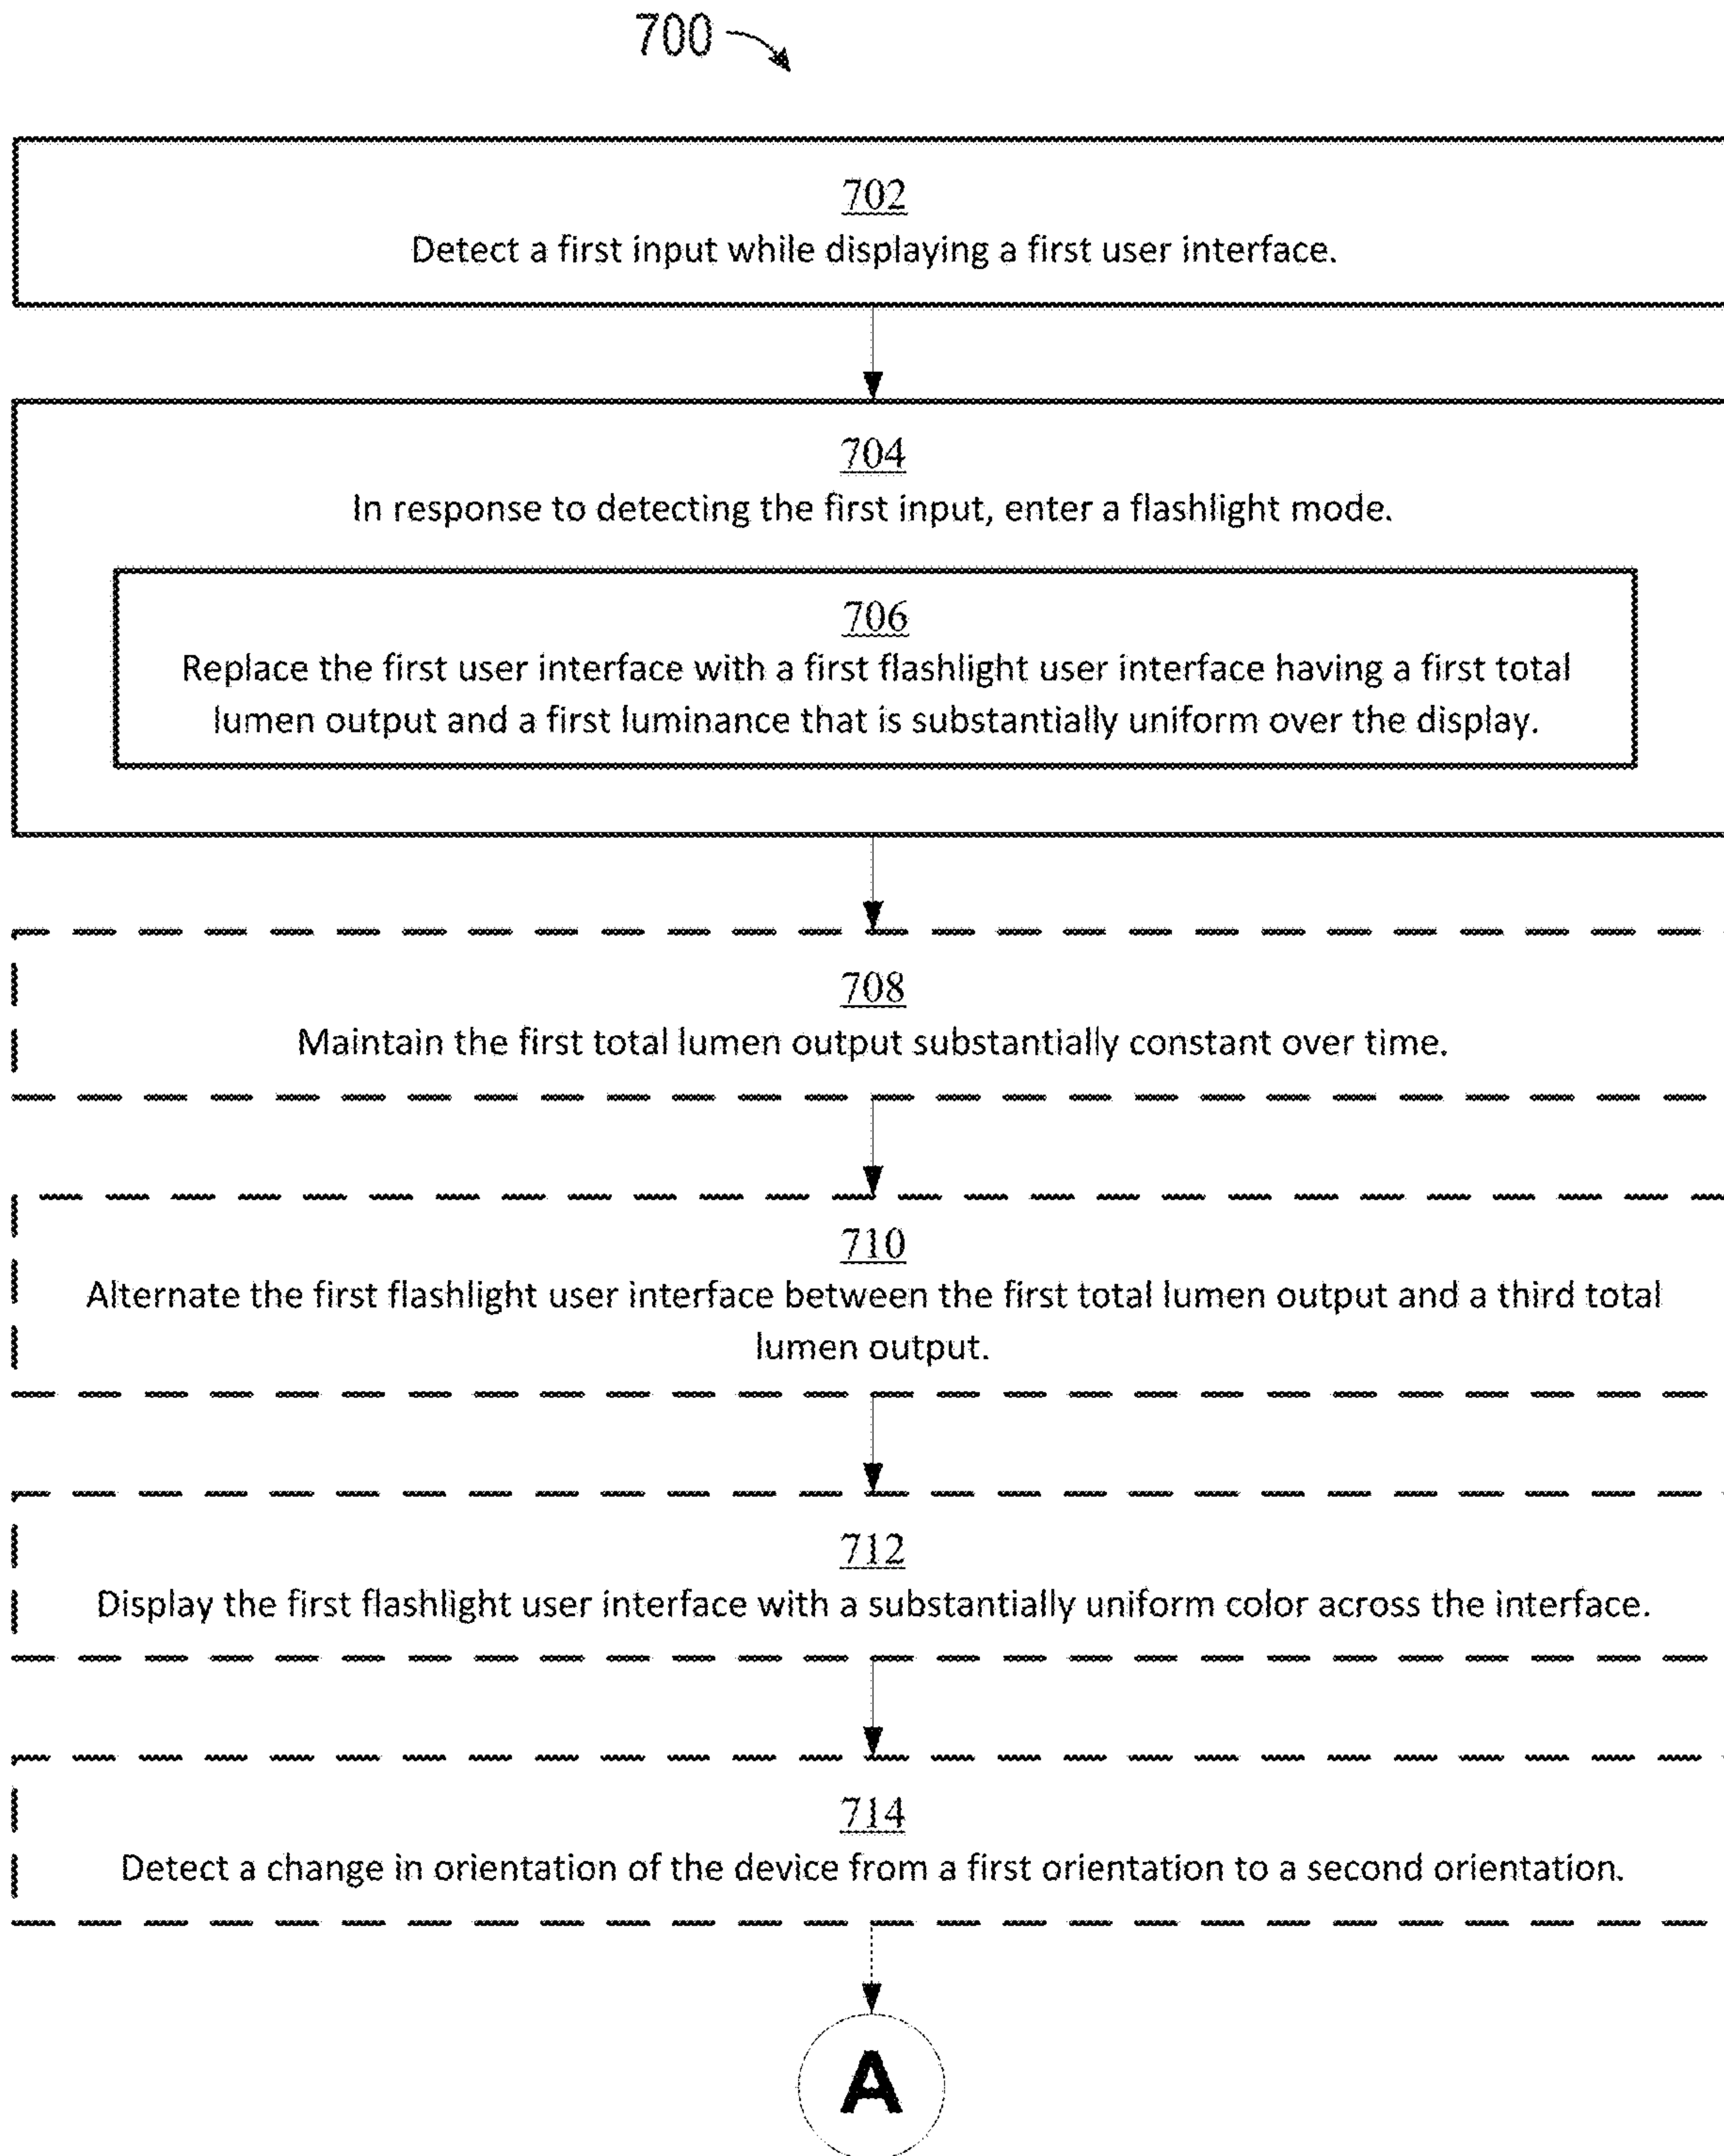 700
702
Detect a first input while displaying a first user interface.
704
In response to detecting the first input, enter a flashlight mode.
706
Replace the first user interface with a first flashlight user interface having a first total
lumen output and a first luminance that is substantially uniform over the display.
708
Maintain the first total lumen output substantially constant over time.
710
Alternate the first flashlight user interface between the first total lumen output and a third total
lumen output.
712
Display the first flashlight user interface with a substantially uniform color across the interface.
714
Detect a change in orientation of the device from a first orientation to a second orientation.
A